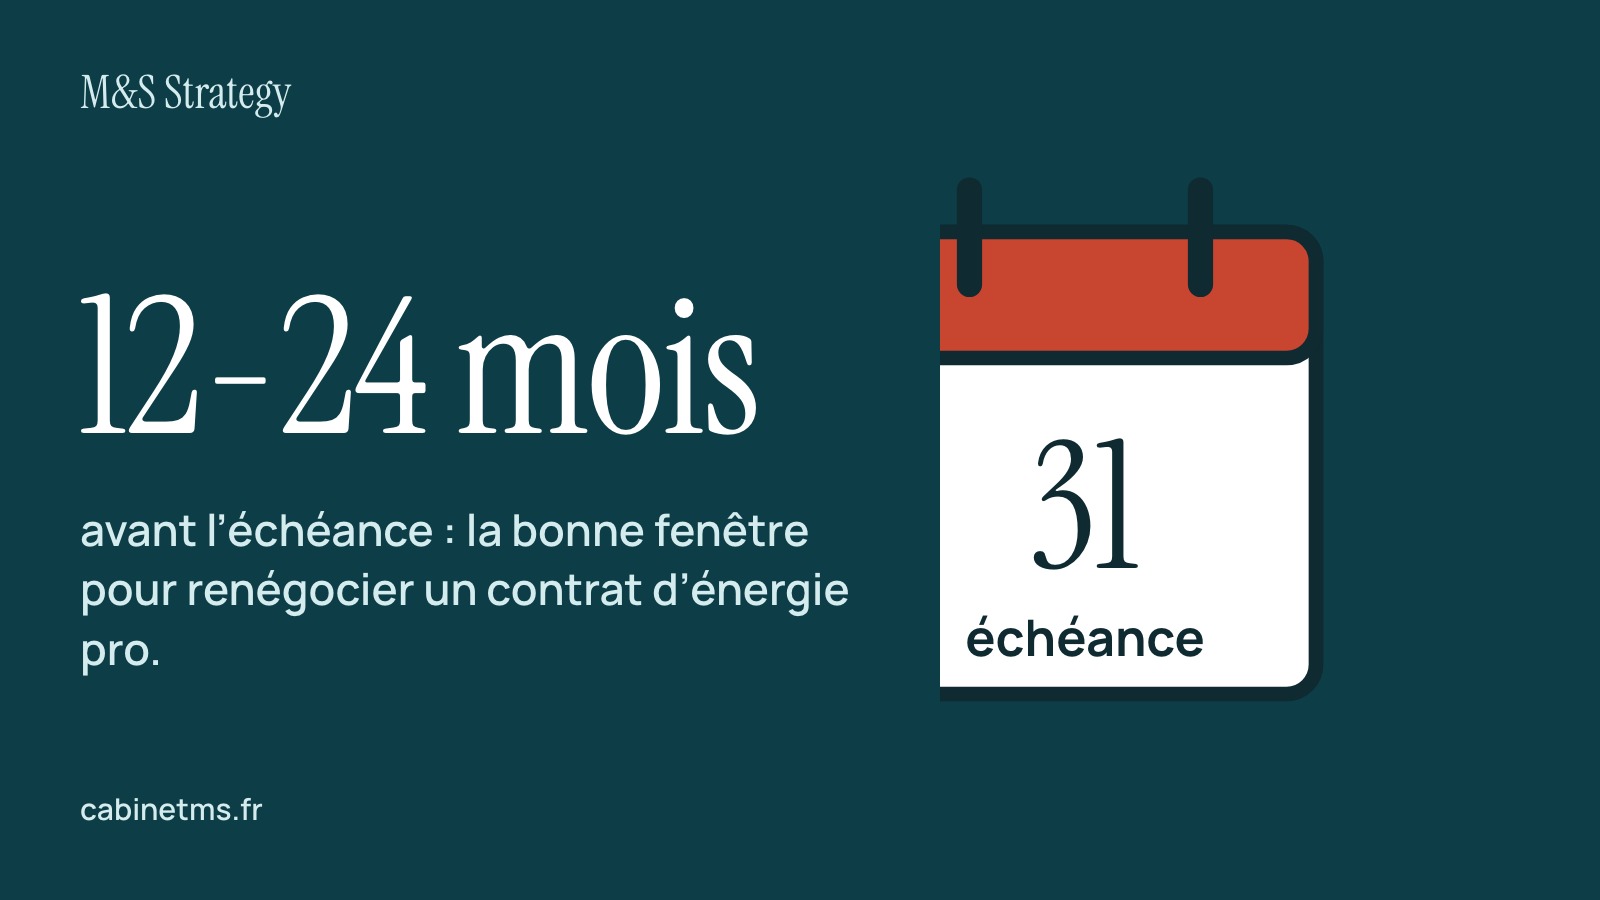 M&S Strategy
12–24 mois
avant l’échéance : la bonne fenêtre
pour renégocier un contrat d’énergie
pro.
31
échéance
cabinetms.fr